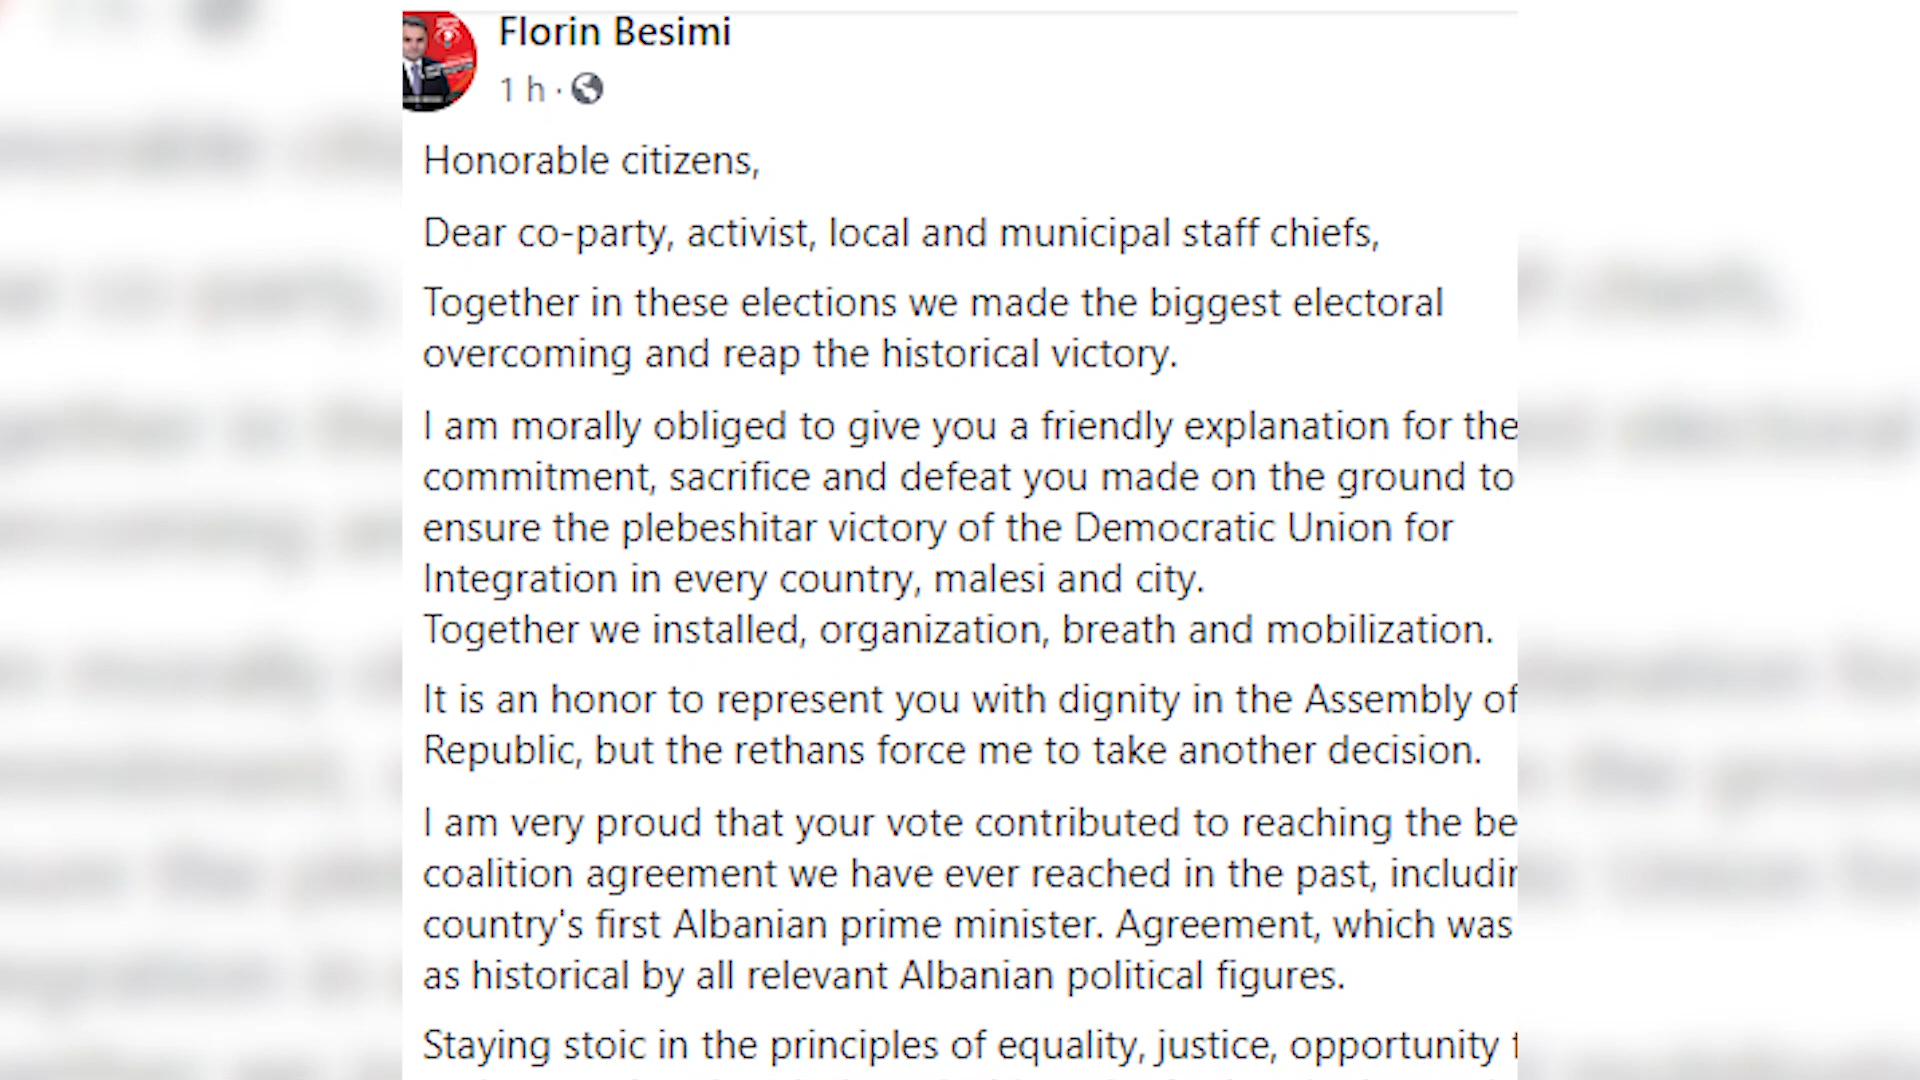 Florin Besimi
1 h ·
Honorable citizens,
Dear co-party, activist, local and municipal staff chiefs,
Together in these elections we made the biggest electoral
overcoming and reap the historical victory.
I am morally obliged to give you a friendly explanation for the
commitment, sacrifice and defeat you made on the ground to
ensure the plebeshitar victory of the Democratic Union for
Integration in every country, malesi and city.
Together we installed, organization, breath and mobilization.
It is an honor to represent you with dignity in the Assembly of
Republic, but the rethans force me to take another decision.
I am very proud that your vote contributed to reaching the be
coalition agreement we have ever reached in the past, includin
country's first Albanian prime minister. Agreement, which was
as historical by all relevant Albanian political figures.
Staying stoic in the principles of equality, justice, opportunity